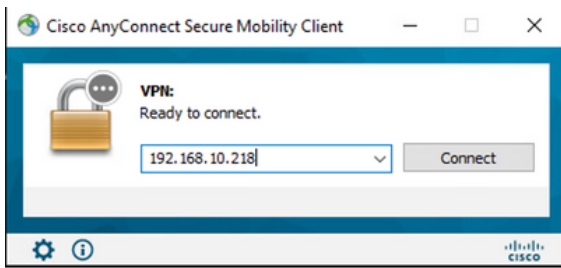 Cisco AnyConnect Secure Mobility Client
VPN:
Ready to connect.
192.168.10.218
Connect
CISCO